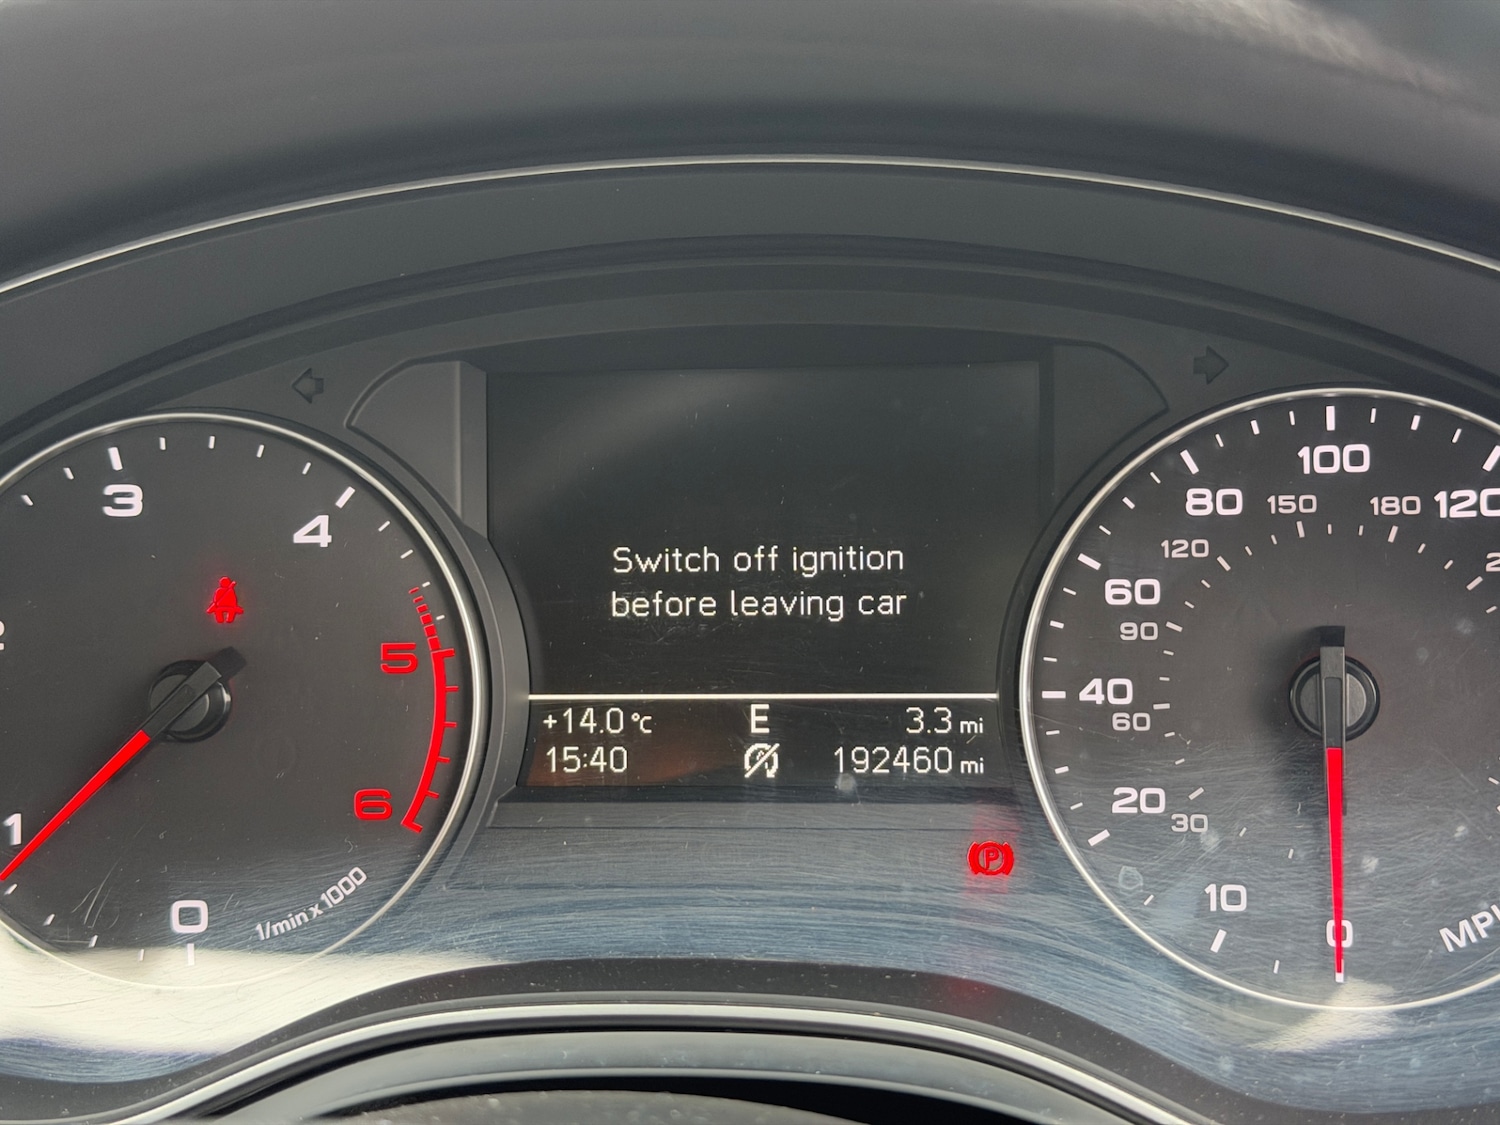 3
4
5
6
1
0
1/min x 1000
Switch off ignition
before leaving car
+14.0 °C E 3.3 mi
15:40 A 192460 mi
P
100
80 150 180 120
120
60
90
40
60
20
30
10
0